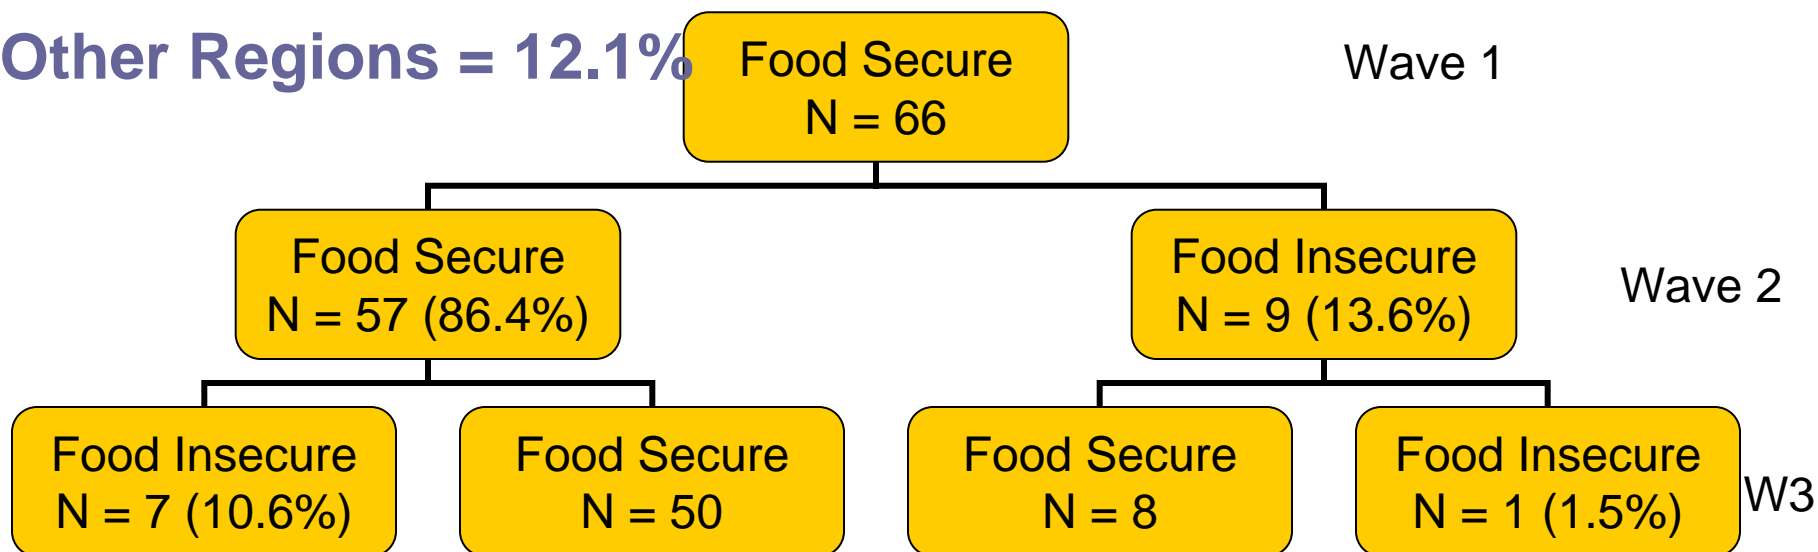 Other Regions = 12.1%
Food Secure
N = 66
Wave 1
Food Secure
N = 57 (86.4%)
Food Insecure
N = 9 (13.6%)
Wave 2
Food Insecure
N = 7 (10.6%)
Food Secure
N = 50
Food Secure
N = 8
Food Insecure
N = 1 (1.5%)
W3